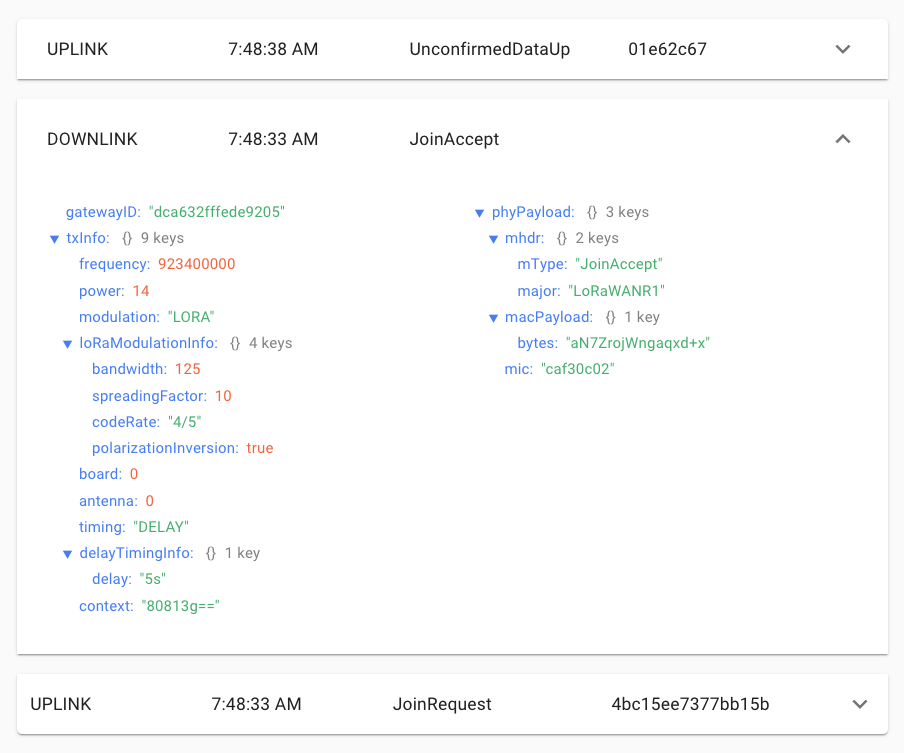 UPLINK 7:48:38 AM UnconfirmedDataUp 01e62c67
DOWNLINK 7:48:33 AM JoinAccept
gatewayID: "dca632fffede9205"
▼ txInfo: {} 9 keys
frequency: 923400000
power: 14
modulation: "LORA"
▼ loRaModulationInfo: {} 4 keys
bandwidth: 125
spreadingFactor: 10
codeRate: "4/5"
polarizationInversion: true
board: 0
antenna: 0
timing: "DELAY"
▼ delayTimingInfo: {} 1 key
delay: "5s"
context: "80813g=="
▼ phyPayload: {} 3 keys
▼ mhdr: {} 2 keys
mType: "JoinAccept"
major: "LoRaWANR1"
▼ macPayload: {} 1 key
bytes: "aN7ZrojWngaqxd+x"
mic: "caf30c02"
UPLINK 7:48:33 AM JoinRequest 4bc15ee7377bb15b